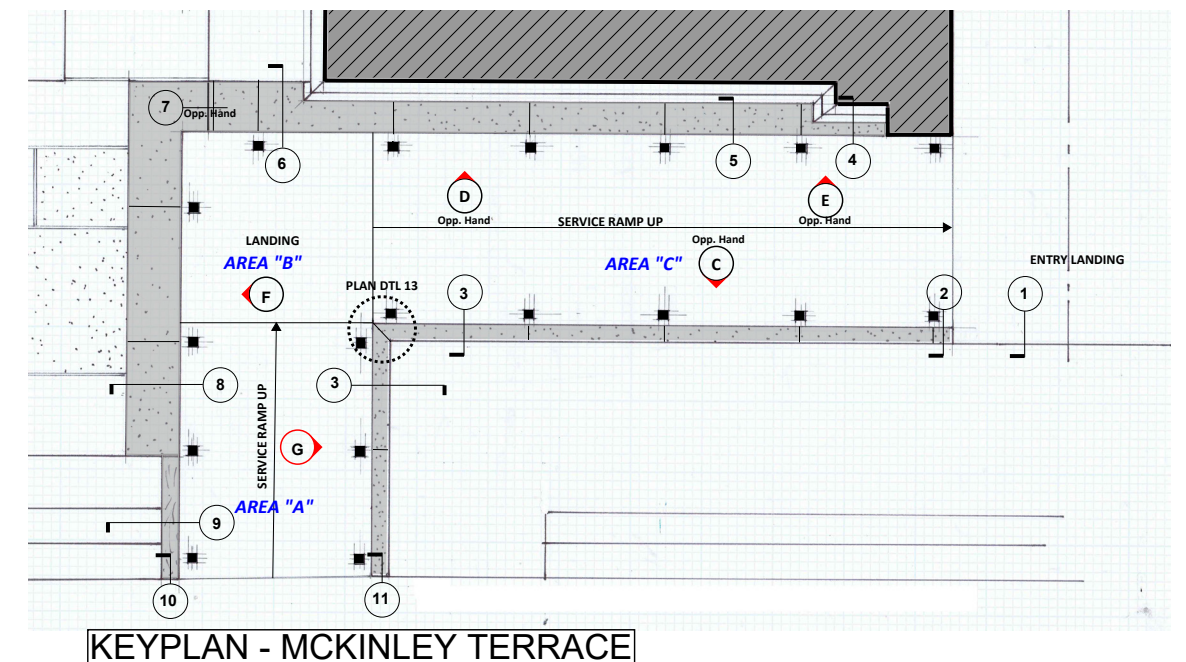 7
Opp. Hand
6
5
4
D
Opp. Hand
SERVICE RAMP UP
E
Opp. Hand
LANDING
AREA "B"
F
PLAN DTL 13
3
AREA "C"
Opp. Hand
C
2
1
ENTRY LANDING
8
3
SERVICE RAMP UP
G
AREA "A"
9
10
11
KEYPLAN - MCKINLEY TERRACE